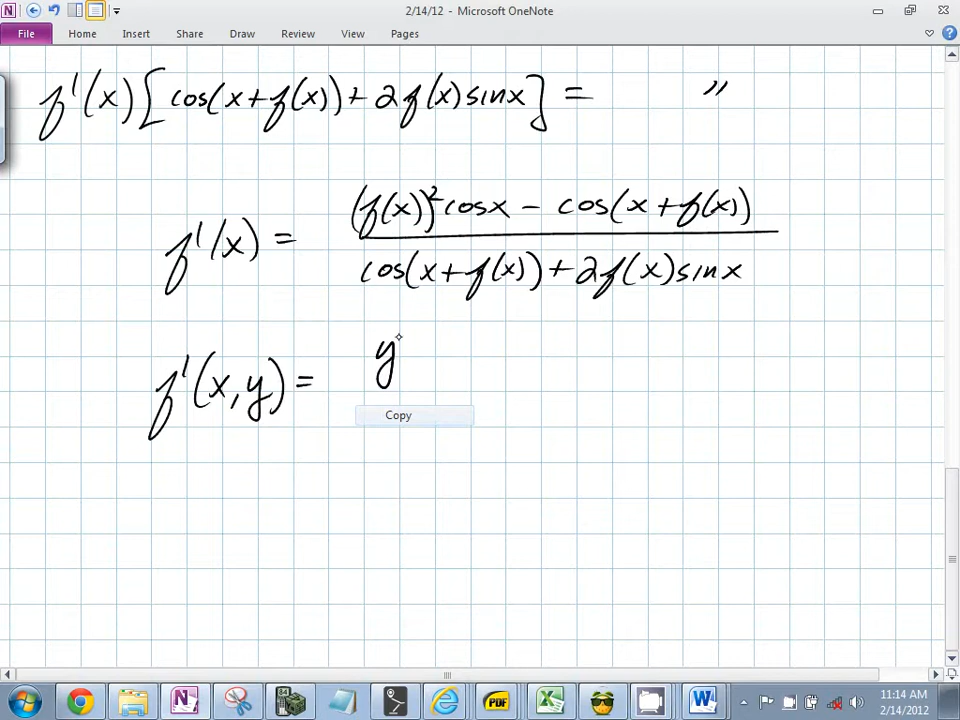 2/14/12 - Microsoft OneNote
File Home Insert Share Draw Review View Pages
f'(x)[cos(x+f(x))+2f(x)sinx] = "
f'(x) = (f(x))²cosx - cos(x+f(x))
cos(x+f(x))+2f(x)sinx
f'(x,y) = y
Copy
PDF
11:14 AM
2/14/2012